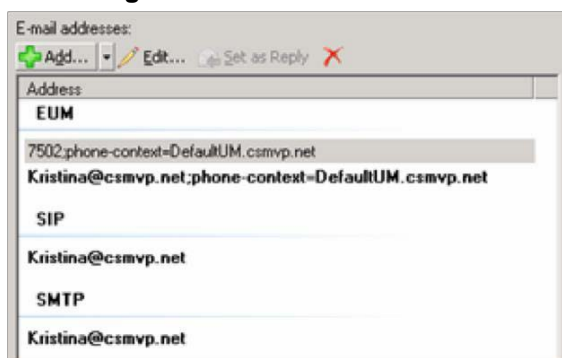 E-mail addresses:
Add... Edit... Set as Reply
Address
EUM
7502;phone-context=DefaultUM.csmvp.net
Kristina@csmvp.net;phone-context=DefaultUM.csmvp.net
SIP
Kristina@csmvp.net
SMTP
Kristina@csmvp.net